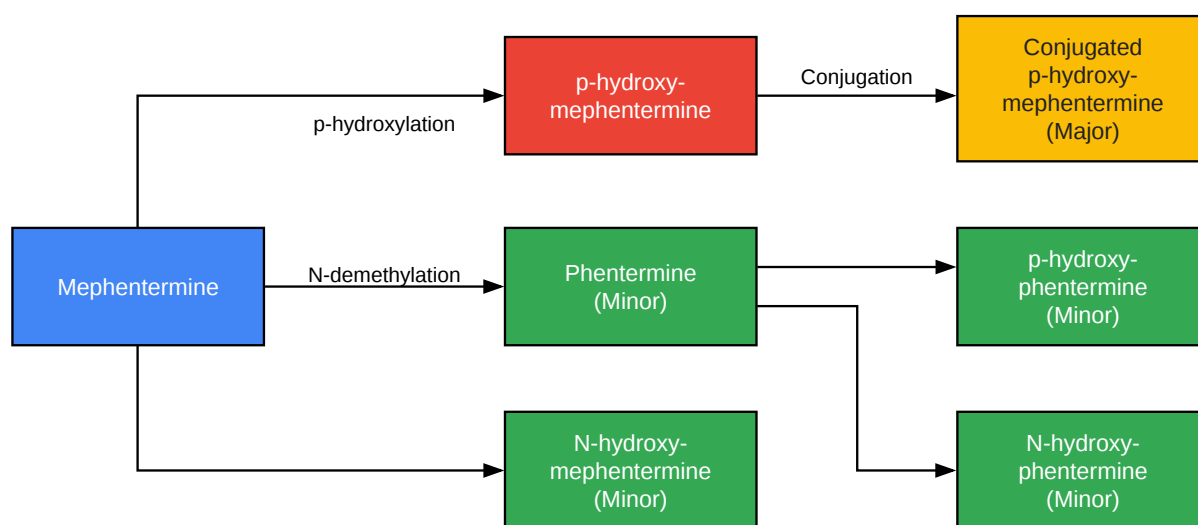 p-hydroxy-
mephentermine
Conjugation
Conjugated
p-hydroxy-
mephentermine
(Major)
p-hydroxylation
Mephentermine
N-demethylation
Phentermine
(Minor)
p-hydroxy-
phentermine
(Minor)
N-hydroxy-
mephentermine
(Minor)
N-hydroxy-
phentermine
(Minor)